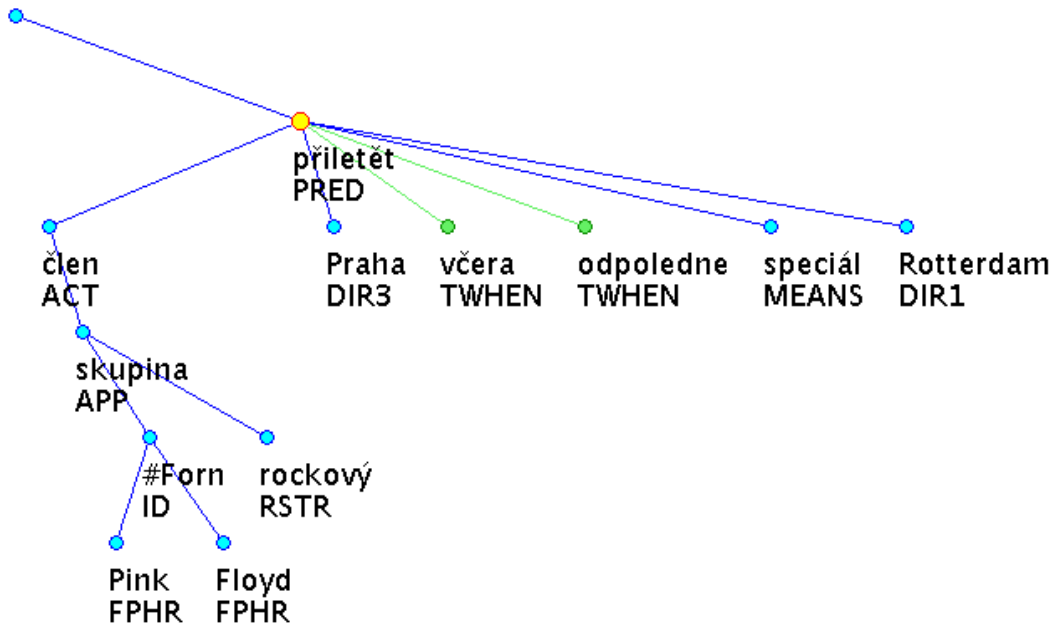 přiletět
PRED
člen
ACT
Praha
DIR3
včera
TWHEN
odpoledne
TWHEN
speciál
MEANS
Rotterdam
DIR1
skupina
APP
#Forn
ID
rockový
RSTR
Pink
FPHR
Floyd
FPHR